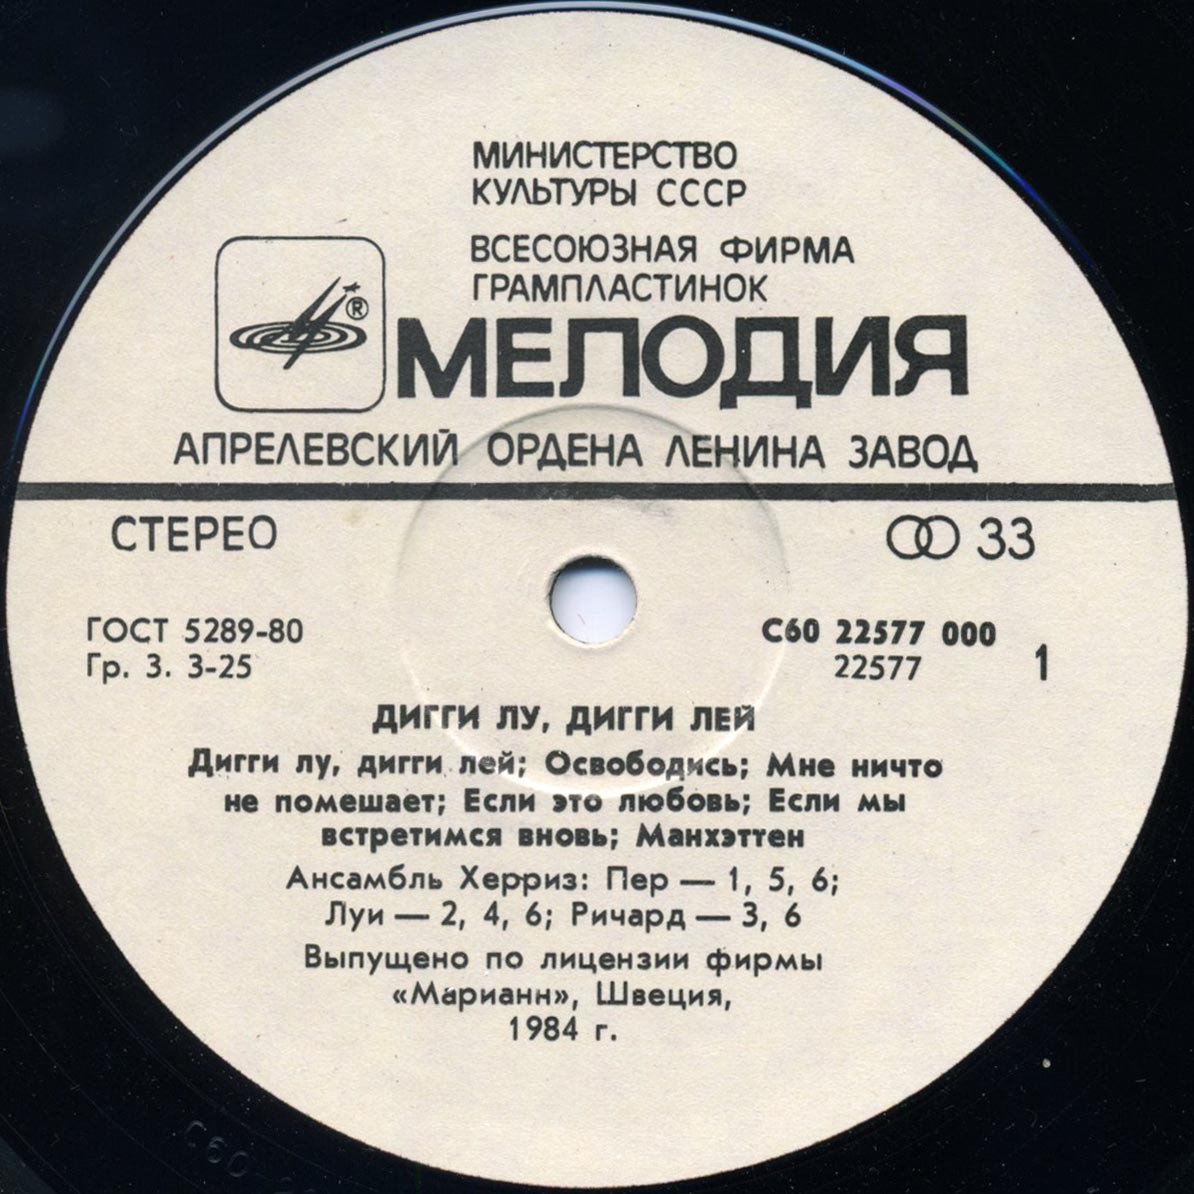 МИНИСТЕРСТВО
КУЛЬТУРЫ СССР
ВСЕСОЮЗНАЯ ФИРМА
ГРАМПЛАСТИНОК
®
МЕЛОДИЯ
АПРЕЛЕВСКИЙ ОРДЕНА ЛЕНИНА ЗАВОД
СТЕРЕО
33
ГОСТ 5289-80
Гр. 3. 3-25
С60 22577 000
22577
1
ДИГГИ ЛУ, ДИГГИ ЛЕЙ
Дигги лу, дигги лей; Освободись; Мне ничто
не помешает; Если это любовь; Если мы
встретимся вновь; Манхэттен
Ансамбль Херриз: Пер — 1, 5, 6;
Луи — 2, 4, 6; Ричард — 3, 6
Выпущено по лицензии фирмы
«Марианн», Швеция,
1984 г.
С60